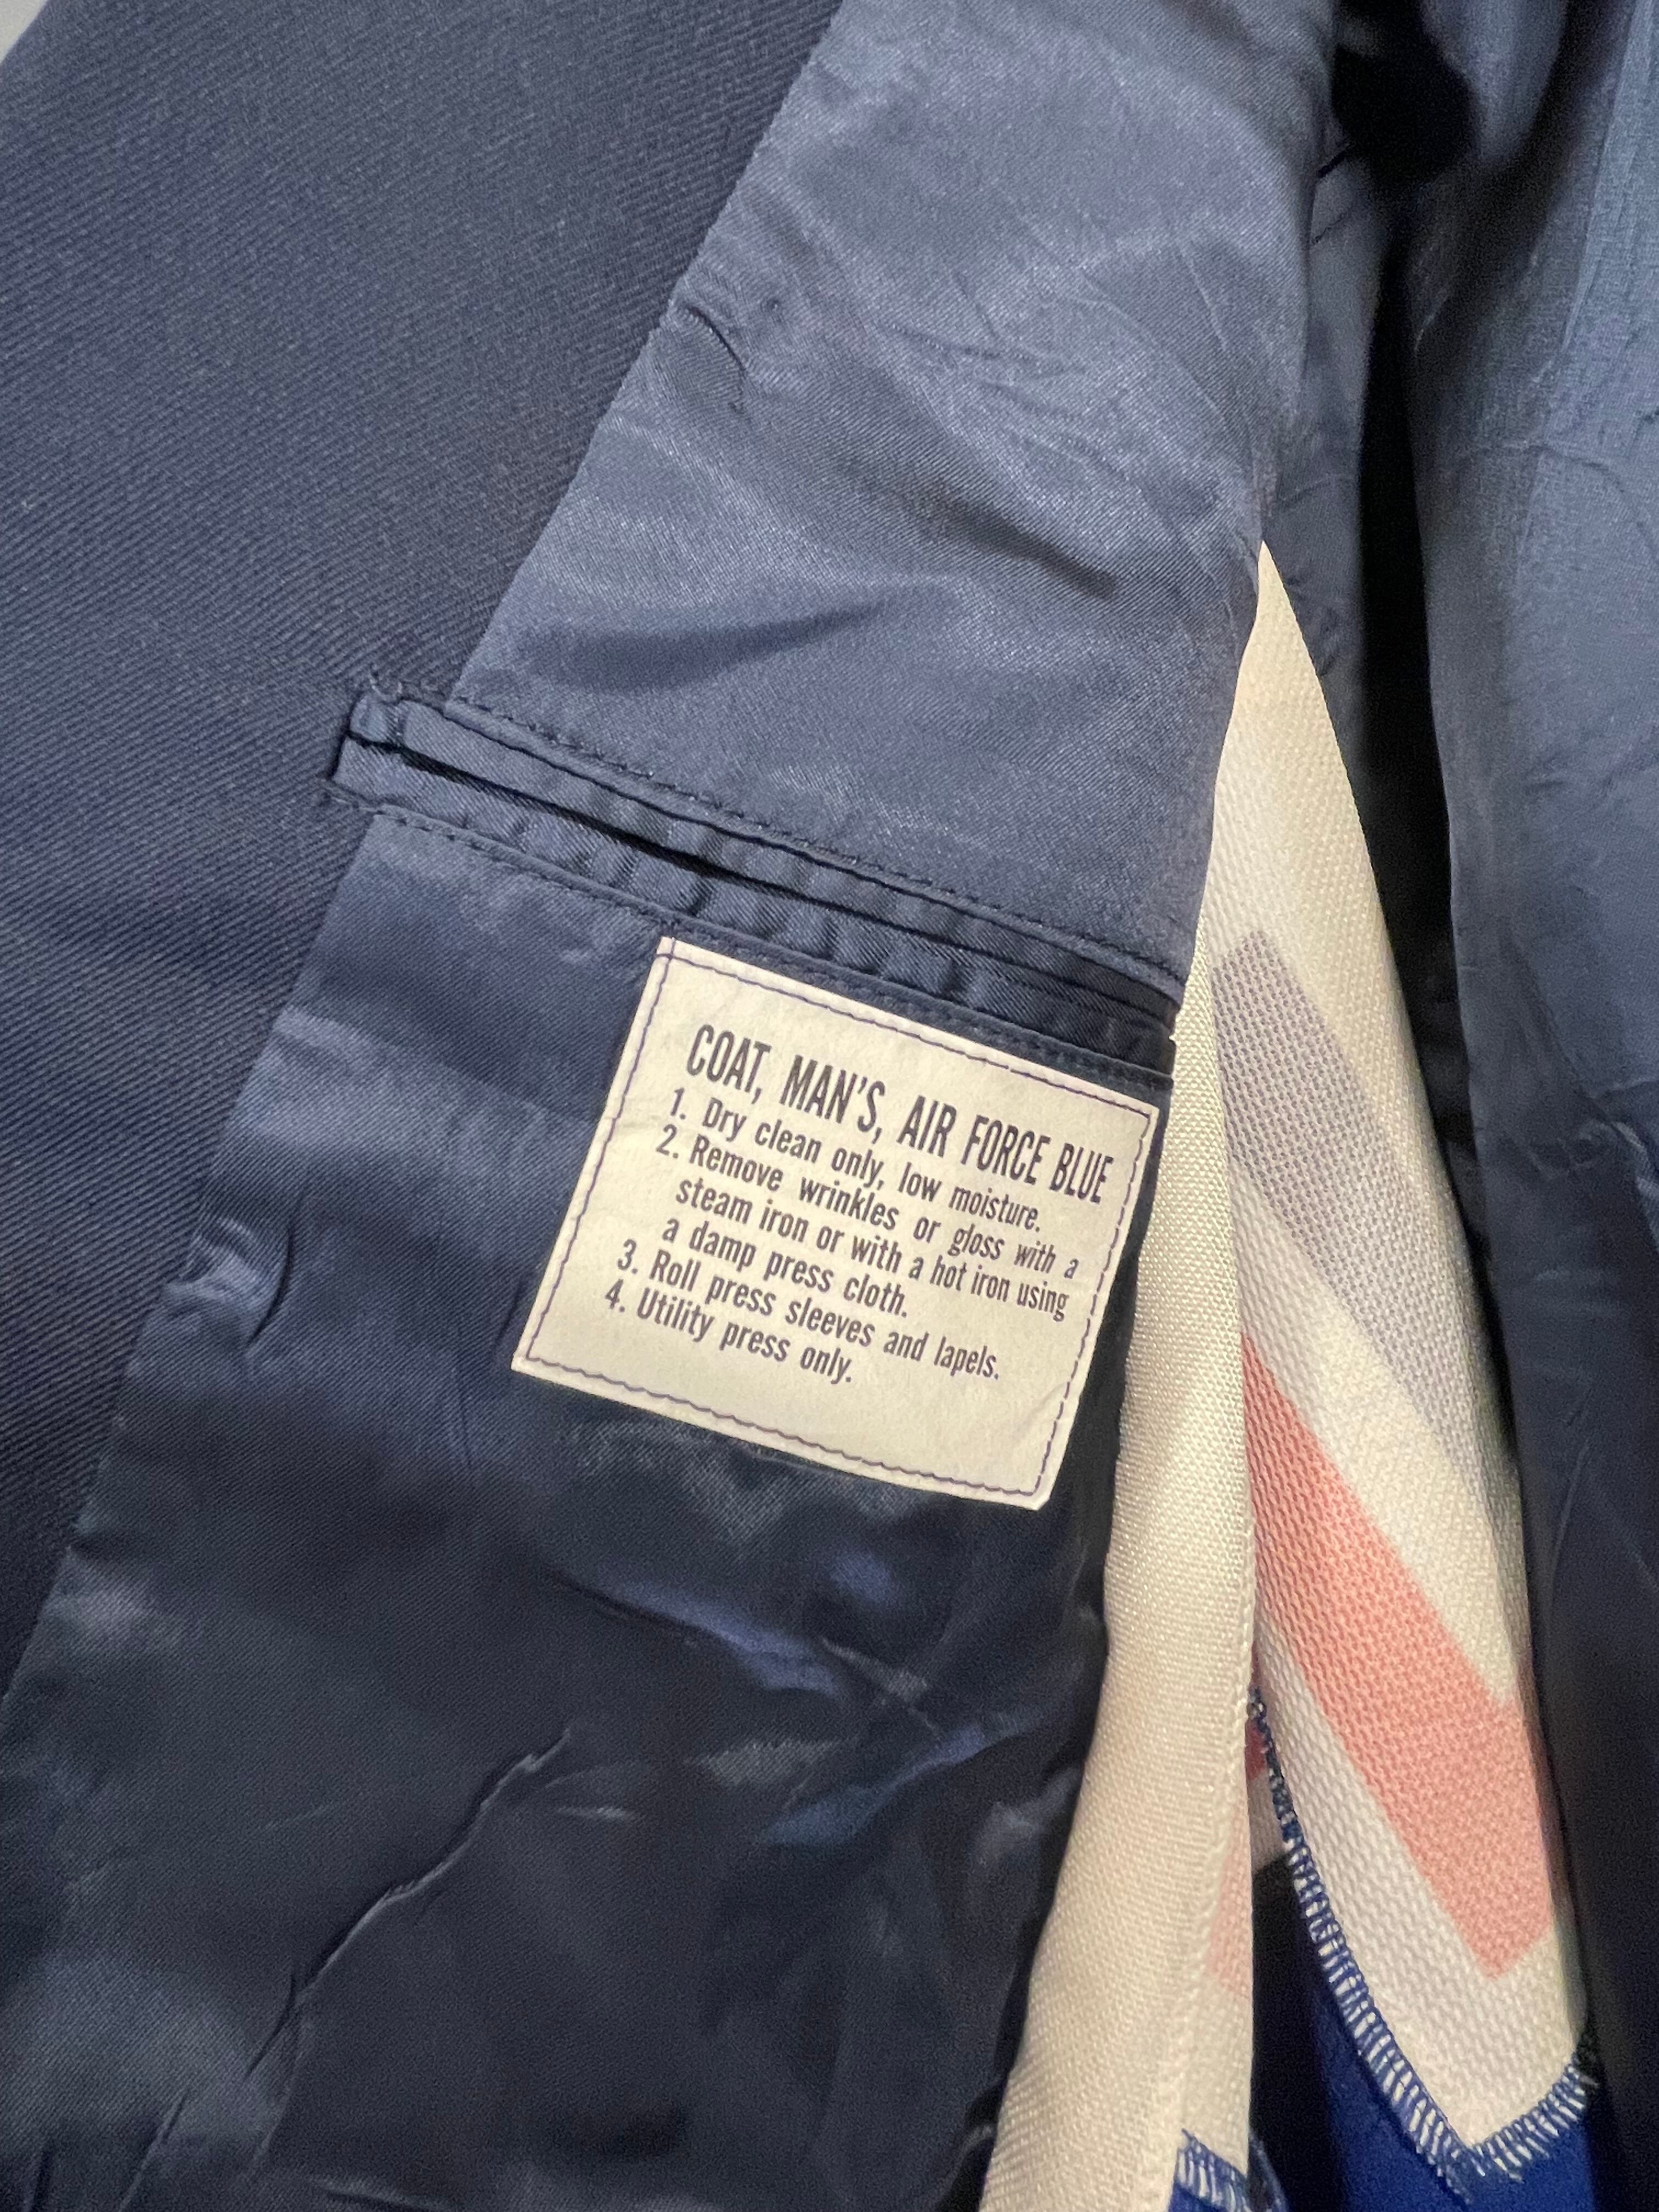 COAT, MAN'S, AIR FORCE BLUE
1. Dry clean only, low moisture.
2. Remove wrinkles or gloss with a
steam iron or with a hot iron using
a damp press cloth.
3. Roll press sleeves and lapels.
4. Utility press only.